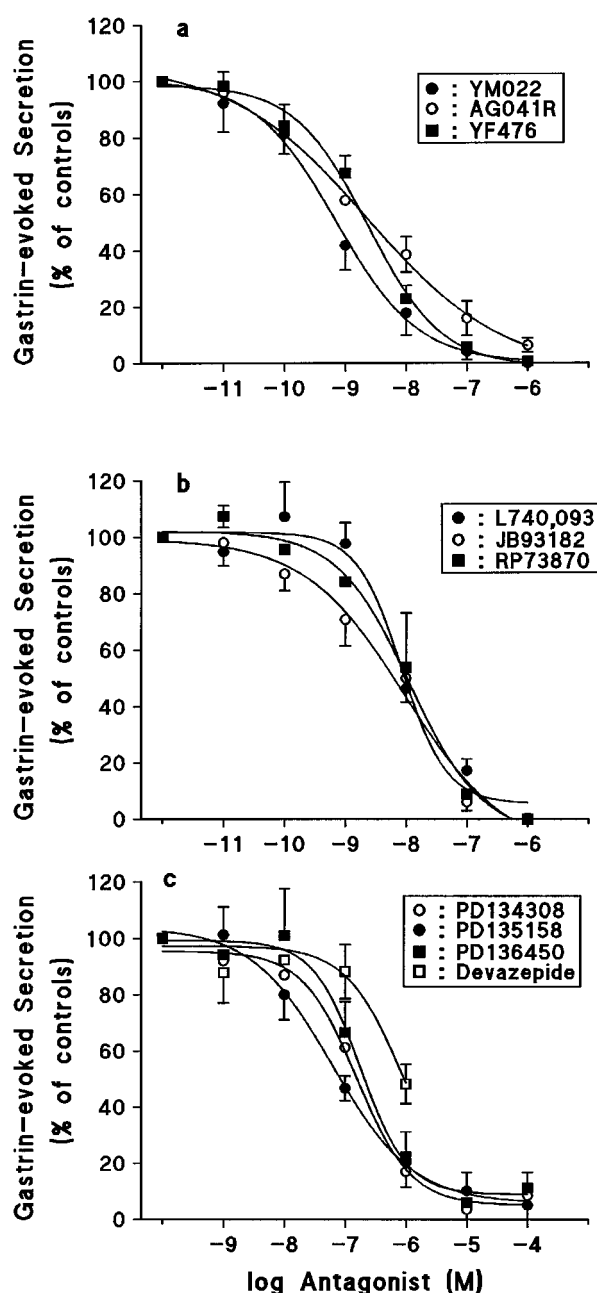 a
Gastrin-evoked Secretion
(% of controls)
120
100
80
60
40
20
0
-11 -10 -9 -8 -7 -6
● : YM022
○ : AG041R
■ : YF476
b
Gastrin-evoked Secretion
(% of controls)
120
100
80
60
40
20
0
-11 -10 -9 -8 -7 -6
● : L740,093
○ : JB93182
■ : RP73870
c
Gastrin-evoked Secretion
(% of controls)
120
100
80
60
40
20
0
-9 -8 -7 -6 -5 -4
○ : PD134308
● : PD135158
■ : PD136450
□ : Devazepide
log Antagonist (M)